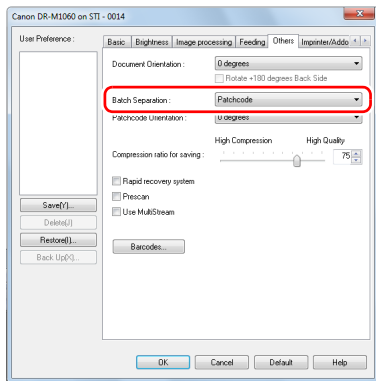 Canon DR-M1060 on STI - 0014
User Preference :
Basic Brightness Image processing Feeding Others Imprinter/Addo
Document Orientation : 0 degrees
Rotate +180 degrees Back Side
Batch Separation : Patchcode
Patchcode Orientation : 0 degrees
High Compression High Quality
Compression ratio for saving : 75
Rapid recovery system
Prescan
Use MultiStream
Save(Y)...
Delete(J)
Restore(I)...
Back Up(X)...
Barcodes...
OK Cancel Default Help